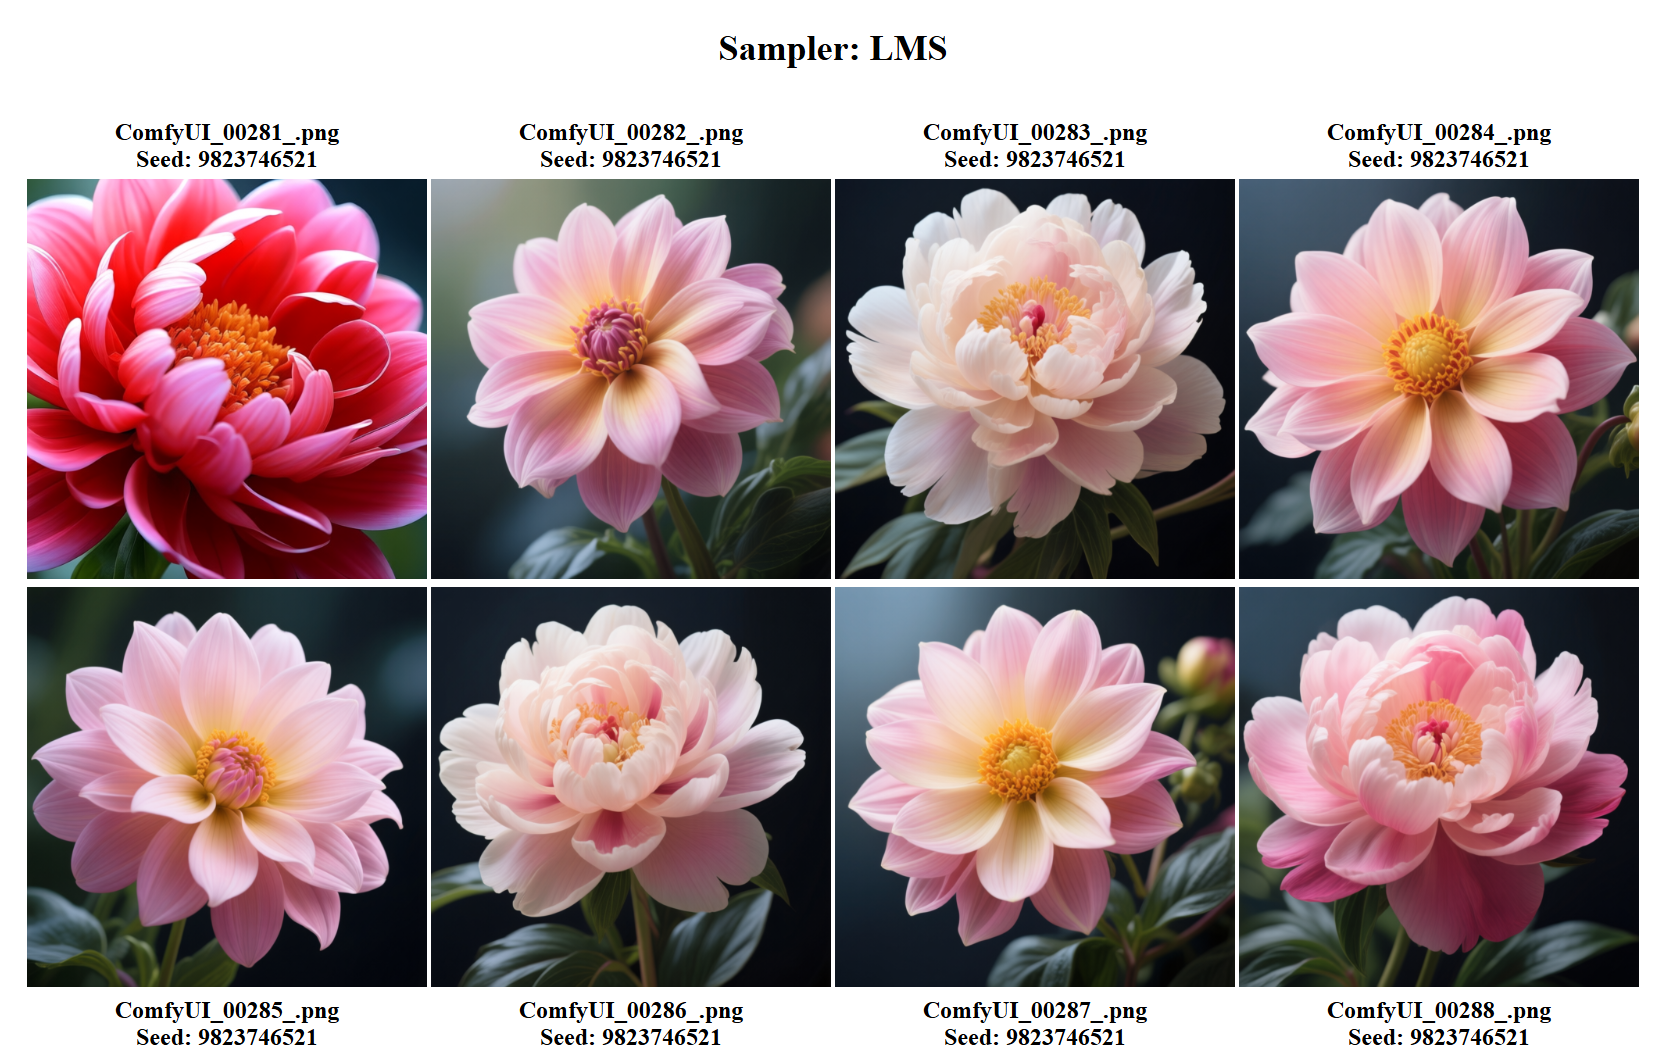 Sampler: LMS
ComfyUI_00281_.png
Seed: 9823746521
ComfyUI_00282_.png
Seed: 9823746521
ComfyUI_00283_.png
Seed: 9823746521
ComfyUI_00284_.png
Seed: 9823746521
ComfyUI_00285_.png
Seed: 9823746521
ComfyUI_00286_.png
Seed: 9823746521
ComfyUI_00287_.png
Seed: 9823746521
ComfyUI_00288_.png
Seed: 9823746521